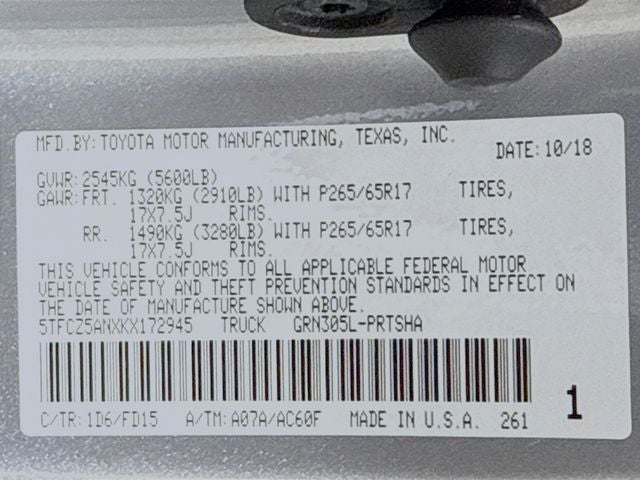 MFD.BY: TOYOTA MOTOR MANUFACTURING, TEXAS, INC. DATE: 10/18
GVWR: 2545KG (5600LB)
GAWR: FRT. 1320KG (2910LB) WITH P265/65R17 TIRES,
17X7.5J RIMS.
RR. 1490KG (3280LB) WITH P265/65R17 TIRES,
17X7.5J RIMS.
THIS VEHICLE CONFORMS TO ALL APPLICABLE FEDERAL MOTOR
VEHICLE SAFETY AND THEFT PREVENTION STANDARDS IN EFFECT ON
THE DATE OF MANUFACTURE SHOWN ABOVE.
5TFCZ5ANXKX172945 TRUCK GRN305L-PRTSHA
1
C/TR: 1D6/FD15 A/TM: A07A/AC60F MADE IN U.S.A. 261